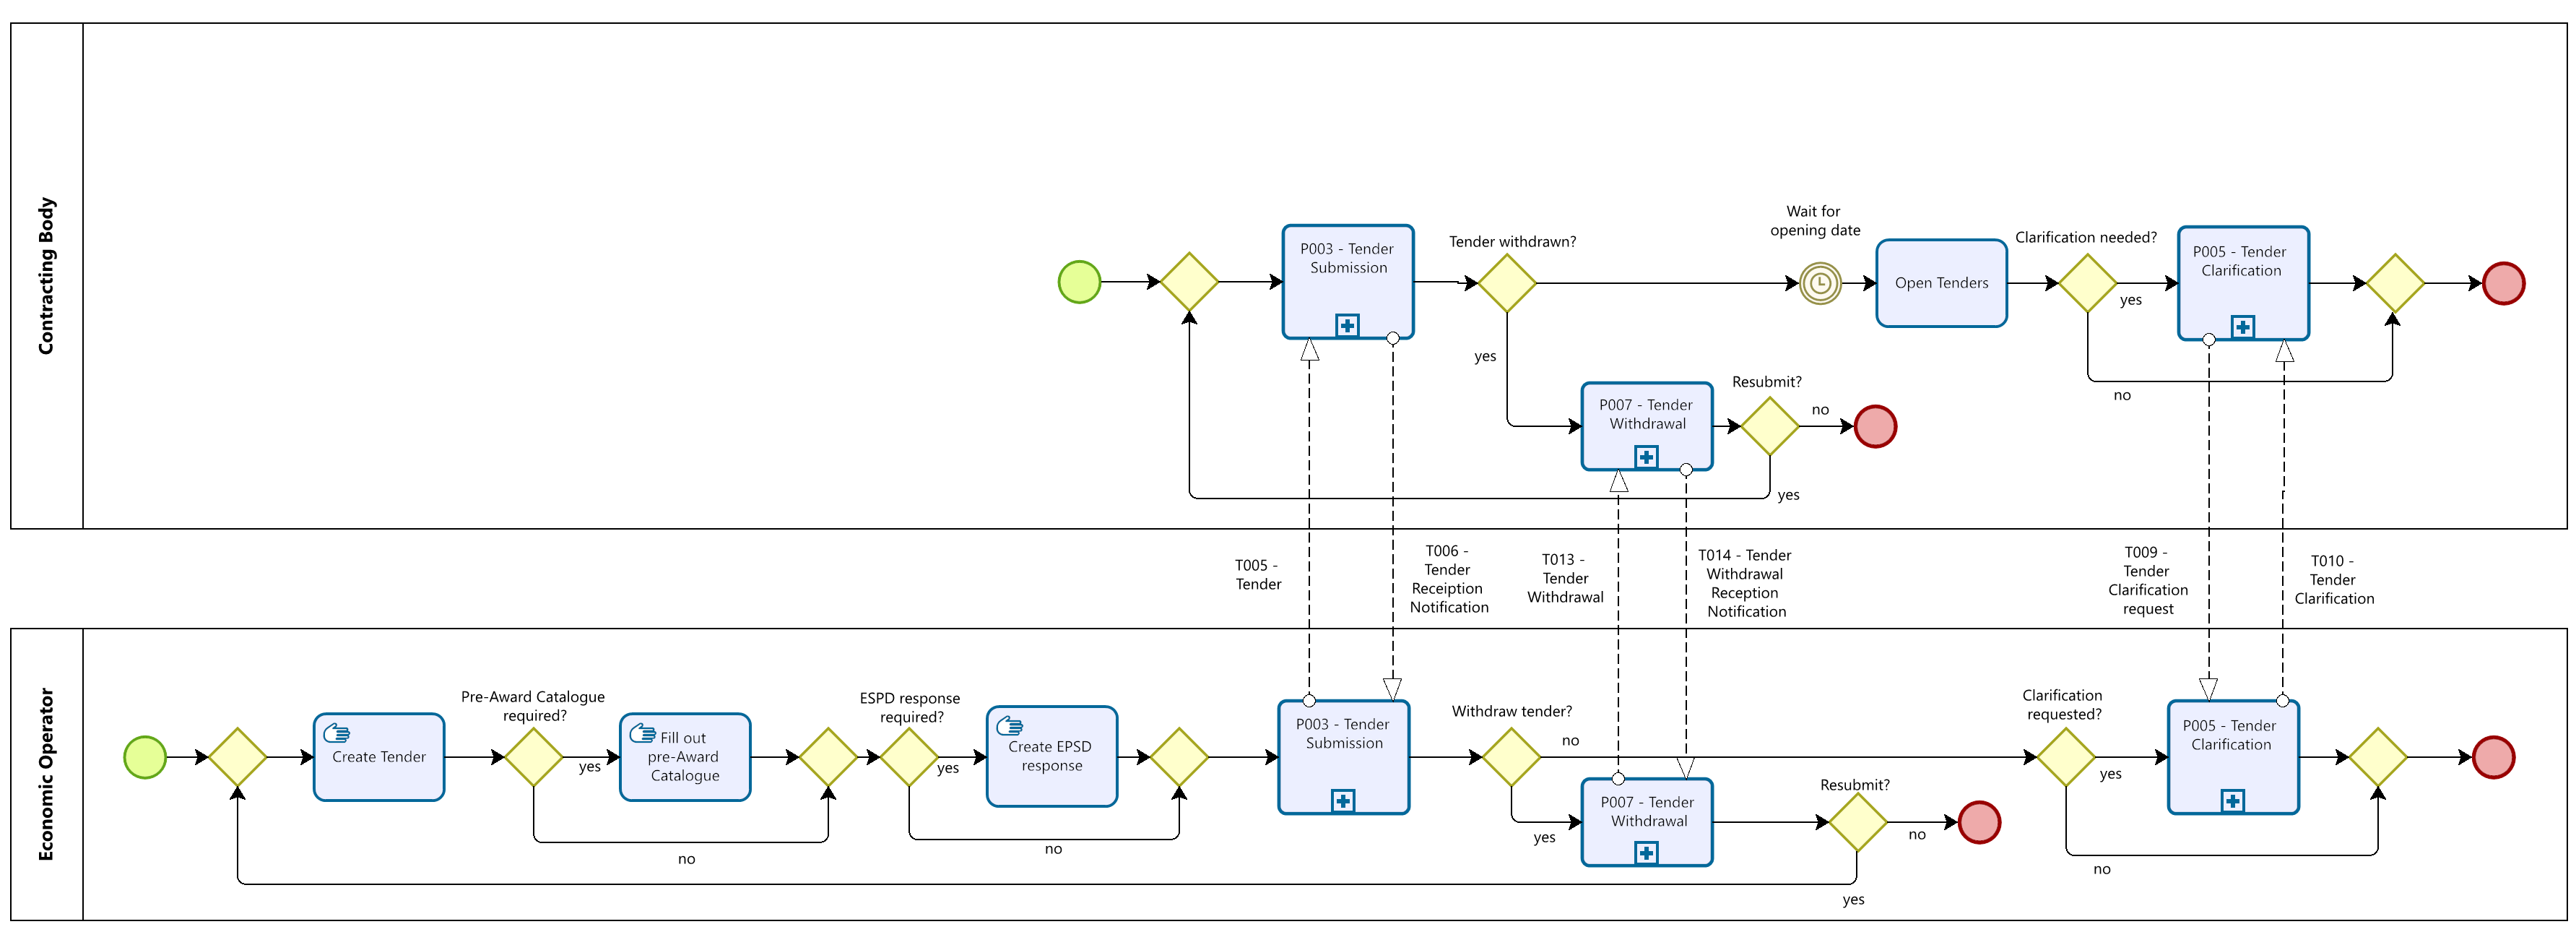 Contracting Body
Wait for
opening date
Tender withdrawn?
Clarification needed?
P003 - Tender
Submission
P005 - Tender
Clarification
Open Tenders
yes
yes
Resubmit?
no
P007 - Tender
Withdrawal
no
yes
T005 -
Tender
T006 -
Tender
Receiption
Notification
T013 -
Tender
Withdrawal
T014 - Tender
Withdrawal
Reception
Notification
T009 -
Tender
Clarification
request
T010 -
Tender
Clarification
Economic Operator
Pre-Award Catalogue
required?
ESPD response
required?
Withdraw tender?
Clarification
requested?
Create Tender
yes
Fill out
pre-Award
Catalogue
yes
Create EPSD
response
P003 - Tender
Submission
no
P005 - Tender
Clarification
yes
Resubmit?
P007 - Tender
Withdrawal
yes
no
no
no
no
yes